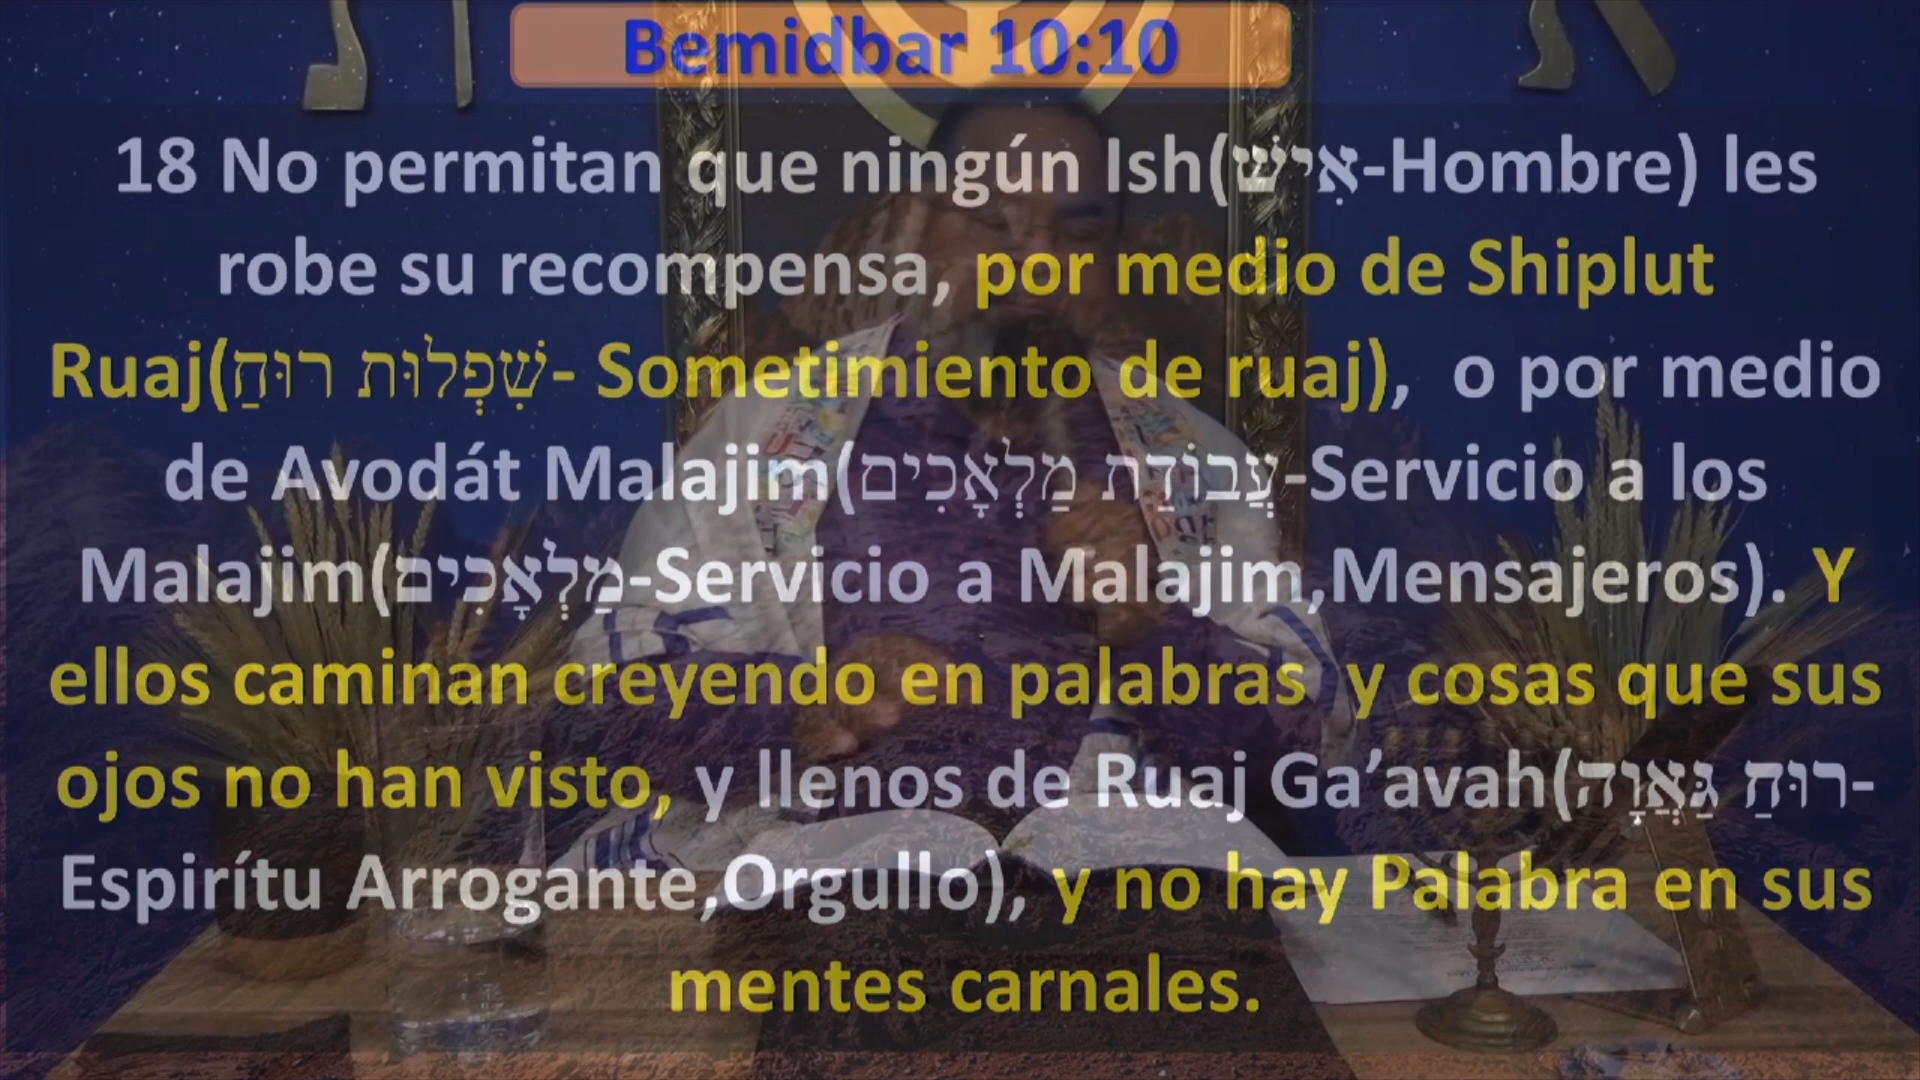 Bemidbar 10:10
18 No permitan que ningún Ish(אִישׁ-Hombre) les
robe su recompensa, por medio de Shiplut
Ruaj(שִׁפְלוּת רוּחַ- Sometimiento de ruaj), o por medio
de Avodát Malajim(עֲבוֹדַת מַלְאָכִים-Servicio a los
Malajim(מַלְאָכִים-Servicio a Malajim,Mensajeros). Y
ellos caminan creyendo en palabras y cosas que sus
ojos no han visto, y llenos de Ruaj Ga’avah(רוּחַ גַּאֲוָה-
Espirítu Arrogante,Orgullo), y no hay Palabra en sus
mentes carnales.